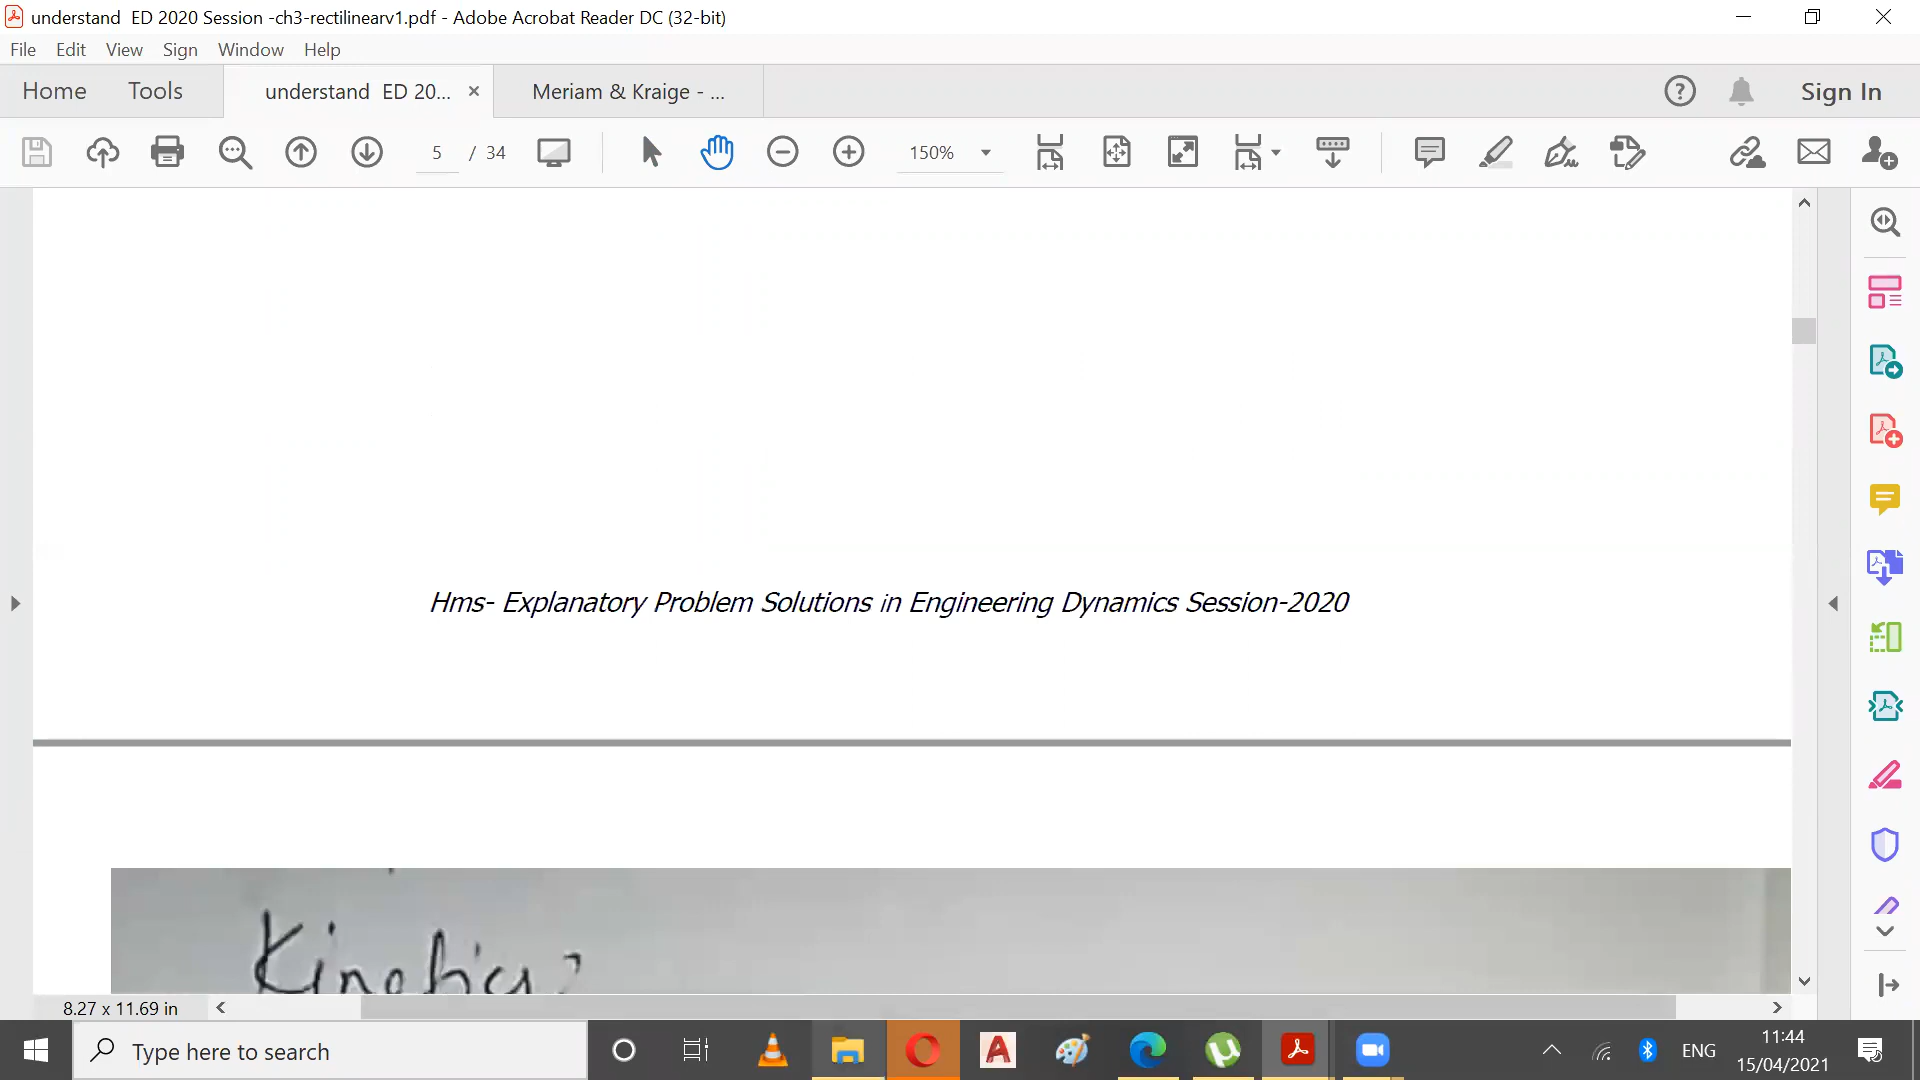 understand ED 2020 Session -ch3-rectilinearv1.pdf - Adobe Acrobat Reader DC (32-bit)
File Edit View Sign Window Help
Home Tools understand ED 20... × Meriam & Kraige - ... Sign In
5 / 34 150%
Hms- Explanatory Problem Solutions in Engineering Dynamics Session-2020
Kinetics:
8.27 x 11.69 in
Type here to search
ENG
11:44
15/04/2021